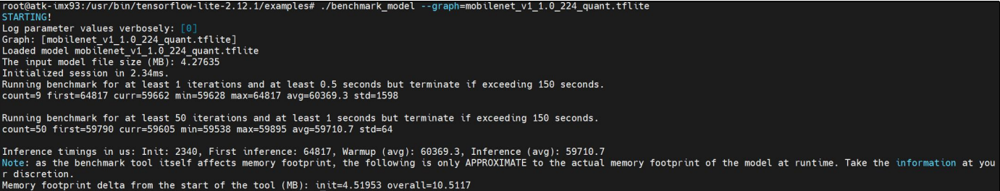 root@atk-imx93:/usr/bin/tensorflow-lite-2.12.1/examples# ./benchmark_model --graph=mobilenet_v1_1.0_224_quant.tflite
STARTING!
Log parameter values verbosely: [0]
Graph: [mobilenet_v1_1.0_224_quant.tflite]
Loaded model mobilenet_v1_1.0_224_quant.tflite
The input model file size (MB): 4.27635
Initialized session in 2.34ms.
Running benchmark for at least 1 iterations and at least 0.5 seconds but terminate if exceeding 150 seconds.
count=9 first=64817 curr=59662 min=59628 max=64817 avg=60369.3 std=1598
Running benchmark for at least 50 iterations and at least 1 seconds but terminate if exceeding 150 seconds.
count=50 first=59790 curr=59605 min=59538 max=59895 avg=59710.7 std=64
Inference timings in us: Init: 2340, First inference: 64817, Warmup (avg): 60369.3, Inference (avg): 59710.7
Note: as the benchmark tool itself affects memory footprint, the following is only APPROXIMATE to the actual memory footprint of the model at runtime. Take the information at you
r discretion.
Memory footprint delta from the start of the tool (MB): init=4.51953 overall=10.5117